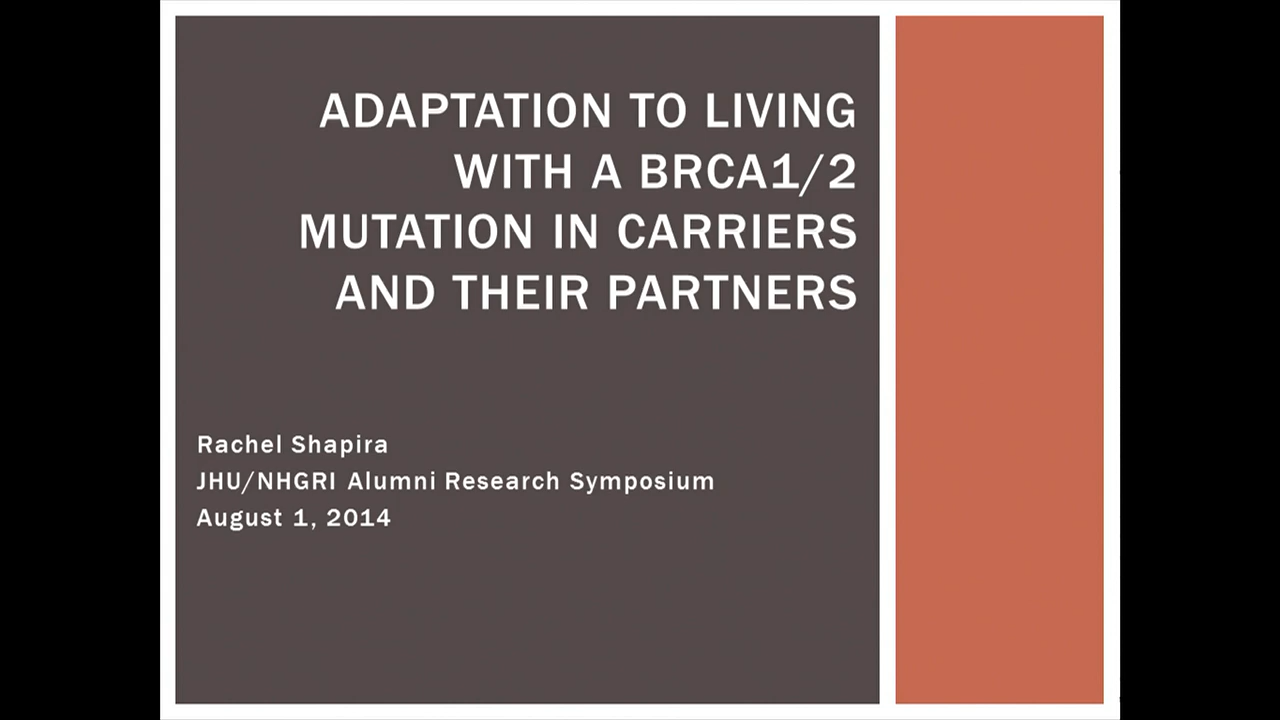 ADAPTATION TO LIVING
WITH A BRCA1/2
MUTATION IN CARRIERS
AND THEIR PARTNERS
Rachel Shapira
JHU/NHGRI Alumni Research Symposium
August 1, 2014